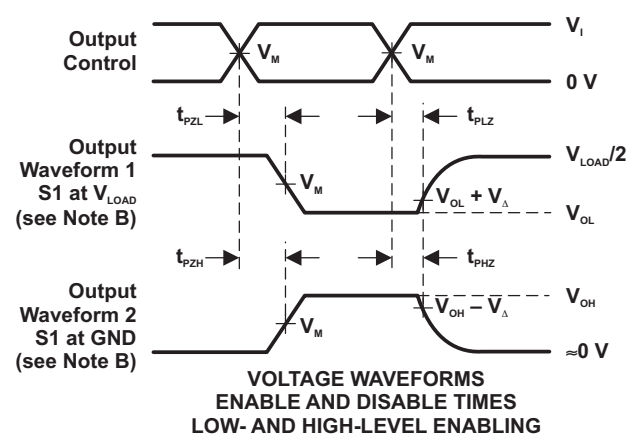 Output
Control
V_M
V_M
V_I
0 V
t_PZL
t_PLZ
Output
Waveform 1
S1 at V_LOAD
(see Note B)
V_M
V_OL + V_Δ
V_LOAD/2
V_OL
t_PZH
t_PHZ
Output
Waveform 2
S1 at GND
(see Note B)
V_M
V_OH – V_Δ
V_OH
≈0 V
VOLTAGE WAVEFORMS
ENABLE AND DISABLE TIMES
LOW- AND HIGH-LEVEL ENABLING